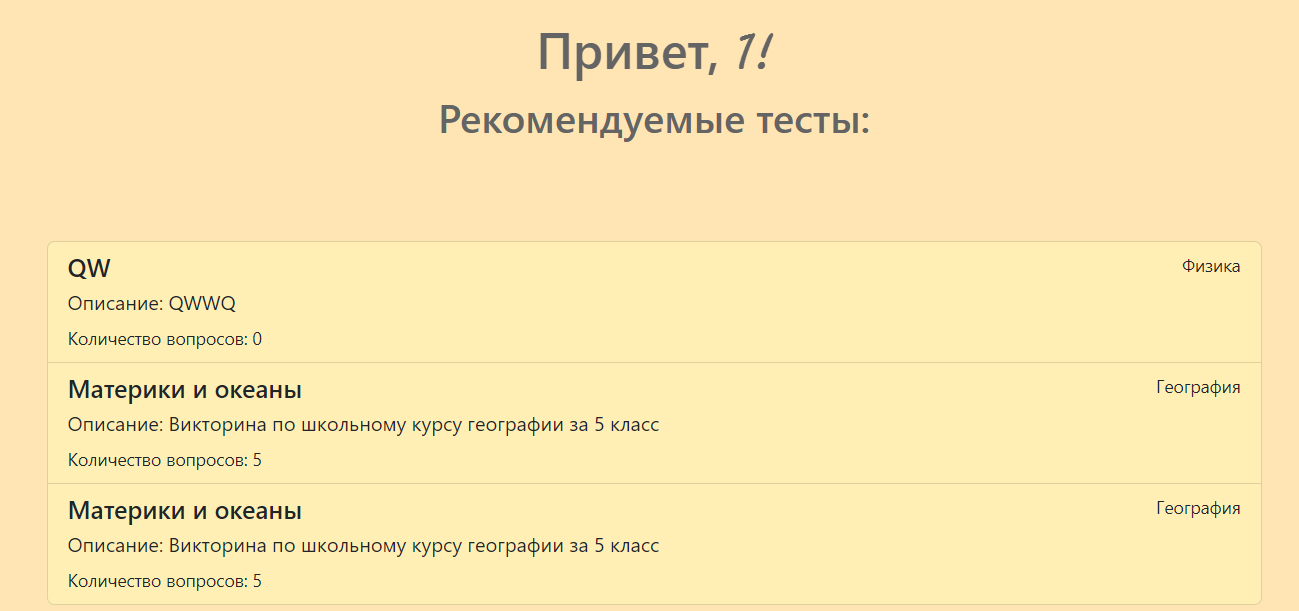 Привет, 1!
Рекомендуемые тесты:
QW
Физика
Описание: QWWQ
Количество вопросов: 0
Материки и океаны
География
Описание: Викторина по школьному курсу географии за 5 класс
Количество вопросов: 5
Материки и океаны
География
Описание: Викторина по школьному курсу географии за 5 класс
Количество вопросов: 5